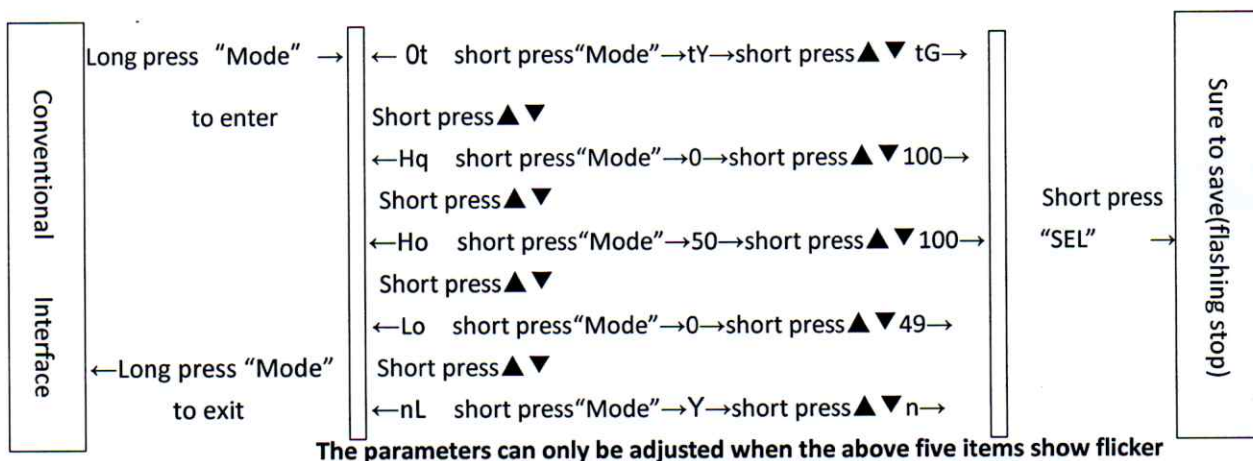 Long press “Mode” → ← 0t short press“Mode”→tY→short press▲▼ tG→
to enter Short press▲▼
←Hq short press“Mode”→0→short press▲▼100→
Short press▲▼ Short press
←Ho short press“Mode”→50→short press▲▼100→ “SEL” →
Short press▲▼
←Lo short press“Mode”→0→short press▲▼49→
←Long press “Mode” Short press▲▼
to exit ←nL short press“Mode”→Y→short press▲▼n→
Conventional Interface
Sure to save(flashing stop)
The parameters can only be adjusted when the above five items show flicker